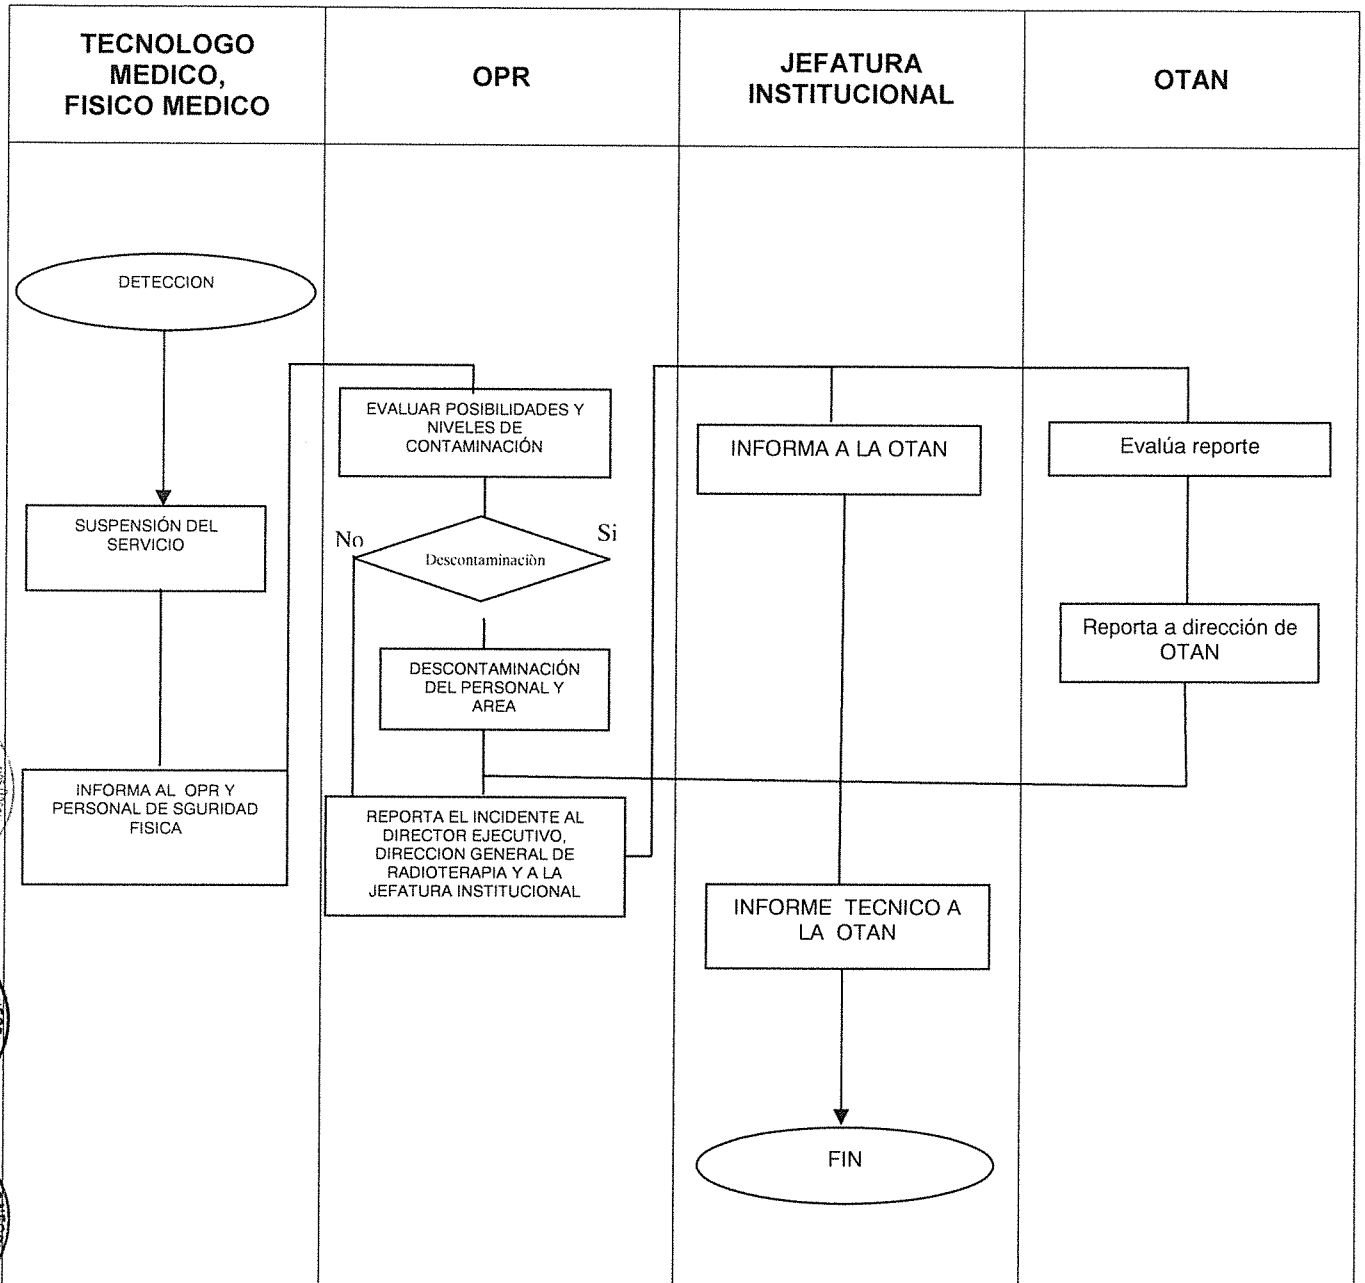 TECNOLOGO
MEDICO,
FISICO MEDICO
OPR
JEFATURA
INSTITUCIONAL
OTAN
DETECCION
SUSPENSIÓN DEL
SERVICIO
INFORMA AL OPR Y
PERSONAL DE SGURIDAD
FISICA
EVALUAR POSIBILIDADES Y
NIVELES DE
CONTAMINACIÓN
No
Si
Descontaminaciòn
DESCONTAMINACIÓN
DEL PERSONAL Y
AREA
REPORTA EL INCIDENTE AL
DIRECTOR EJECUTIVO,
DIRECCION GENERAL DE
RADIOTERAPIA Y A LA
JEFATURA INSTITUCIONAL
INFORMA A LA OTAN
INFORME TECNICO A
LA OTAN
FIN
Evalúa reporte
Reporta a dirección de
OTAN